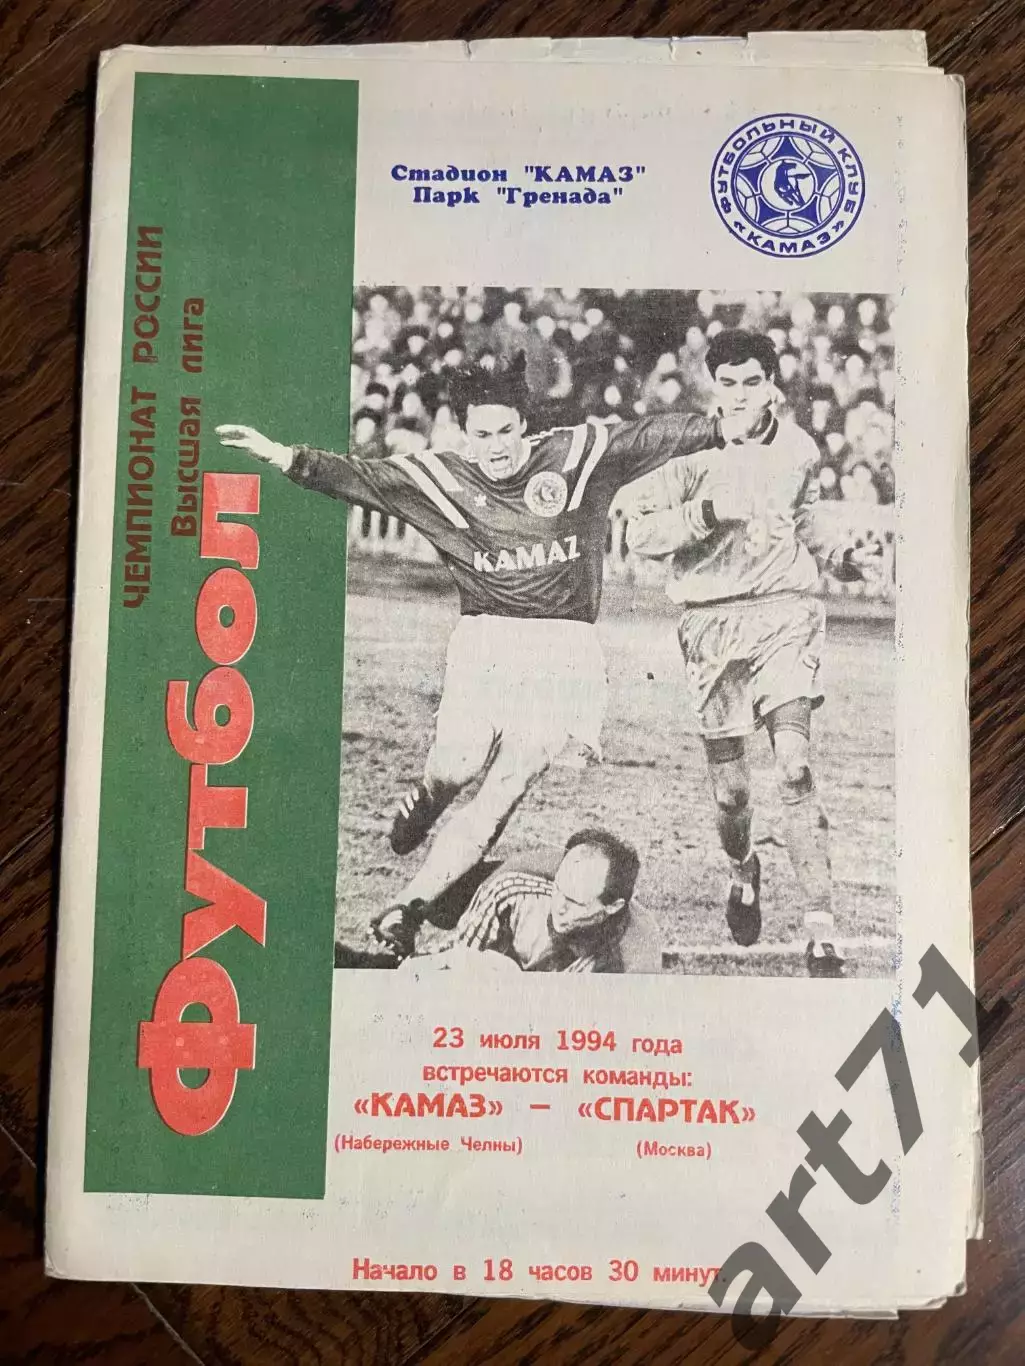 Стадион "КАМАЗ"
Парк "Гренада"
ФУТБОЛЬНЫЙ КЛУБ
«КАМАЗ»
ЧЕМПИОНАТ РОССИИ
Высшая лига
Футбол
КАМАZ
23 июля 1994 года
встречаются команды:
«КАМАЗ» – «СПАРТАК»
(Набережные Челны) (Москва)
Начало в 18 часов 30 минут.
art71